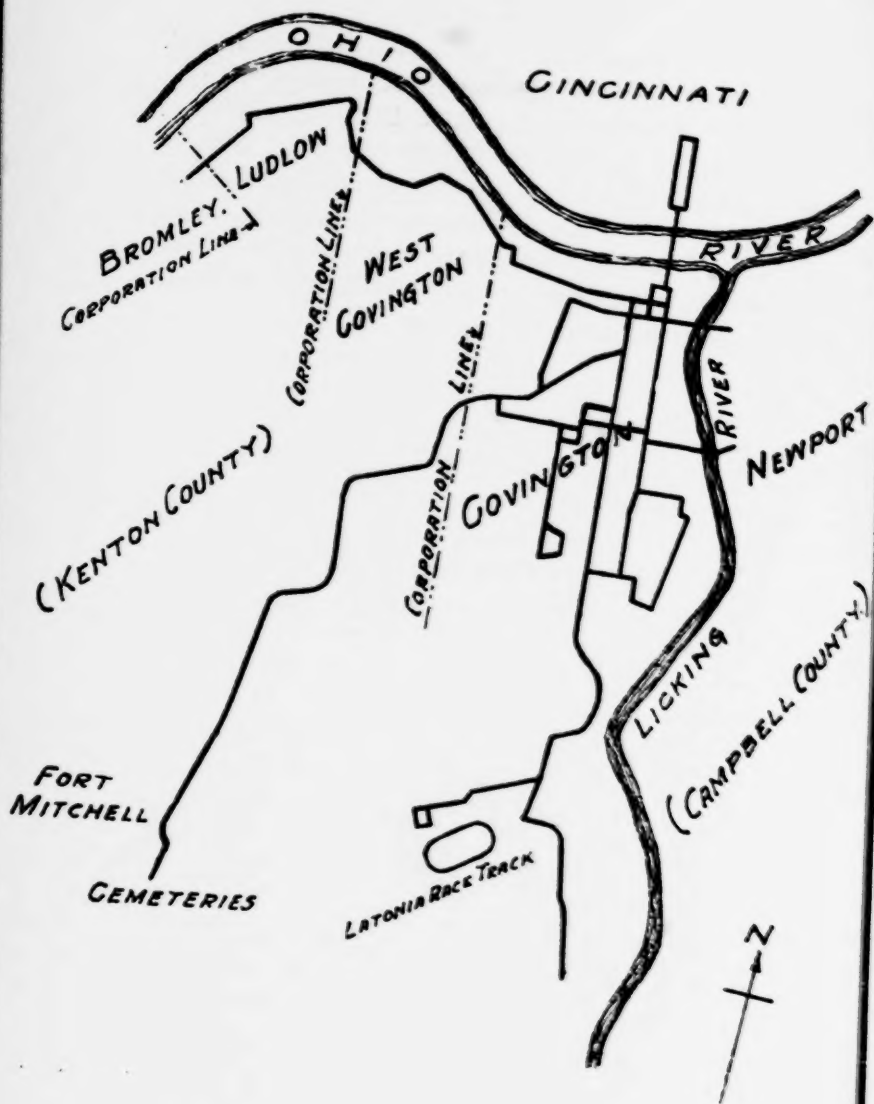 OHIO
CINCINNATI
RIVER
LUDLOW
BROMLEY.
CORPORATION LINE
CORPORATION LINE
WEST
COVINGTON
CORPORATION LINE
RIVER
NEWPORT
COVINGTON
(KENTON COUNTY)
LICKING
(CAMPBELL COUNTY)
FORT
MITCHELL
CEMETERIES
LATONIA RACE TRACK
N